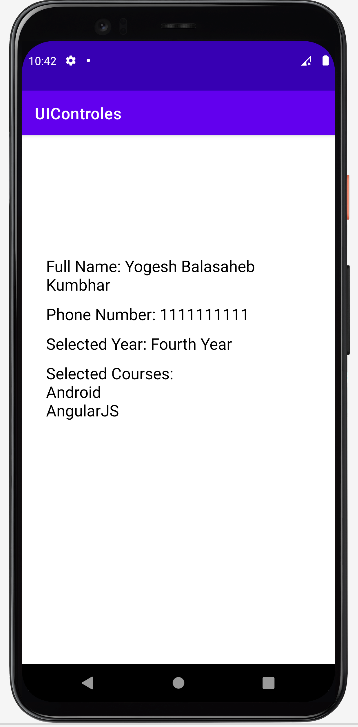 10:42
UIControles
Full Name: Yogesh Balasaheb
Kumbhar
Phone Number: 1111111111
Selected Year: Fourth Year
Selected Courses:
Android
AngularJS